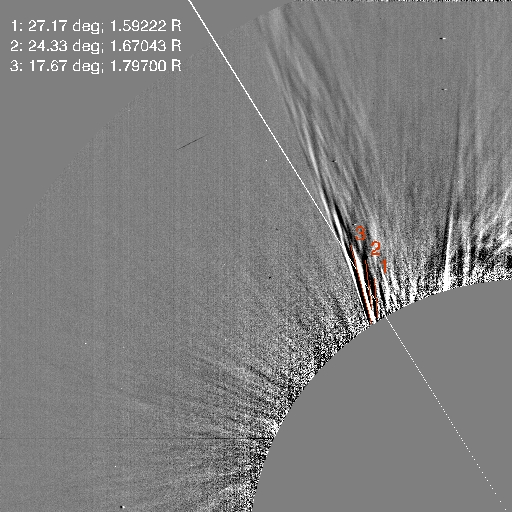 1: 27.17 deg; 1.59222 R
2: 24.33 deg; 1.67043 R
3: 17.67 deg; 1.79700 R
3
2
1